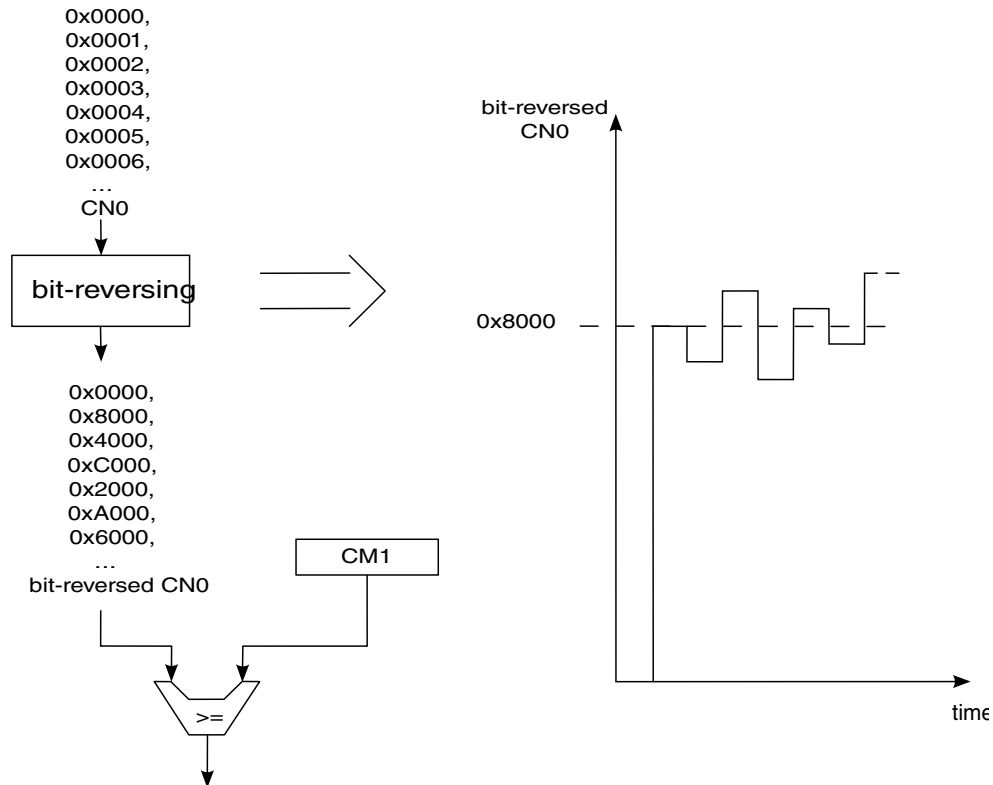 0x0000,
0x0001,
0x0002,
0x0003,
0x0004,
0x0005,
0x0006,
...
CN0
bit-reversing
0x0000,
0x8000,
0x4000,
0xC000,
0x2000,
0xA000,
0x6000,
...
bit-reversed CN0
CM1
>=
bit-reversed
CN0
0x8000
time